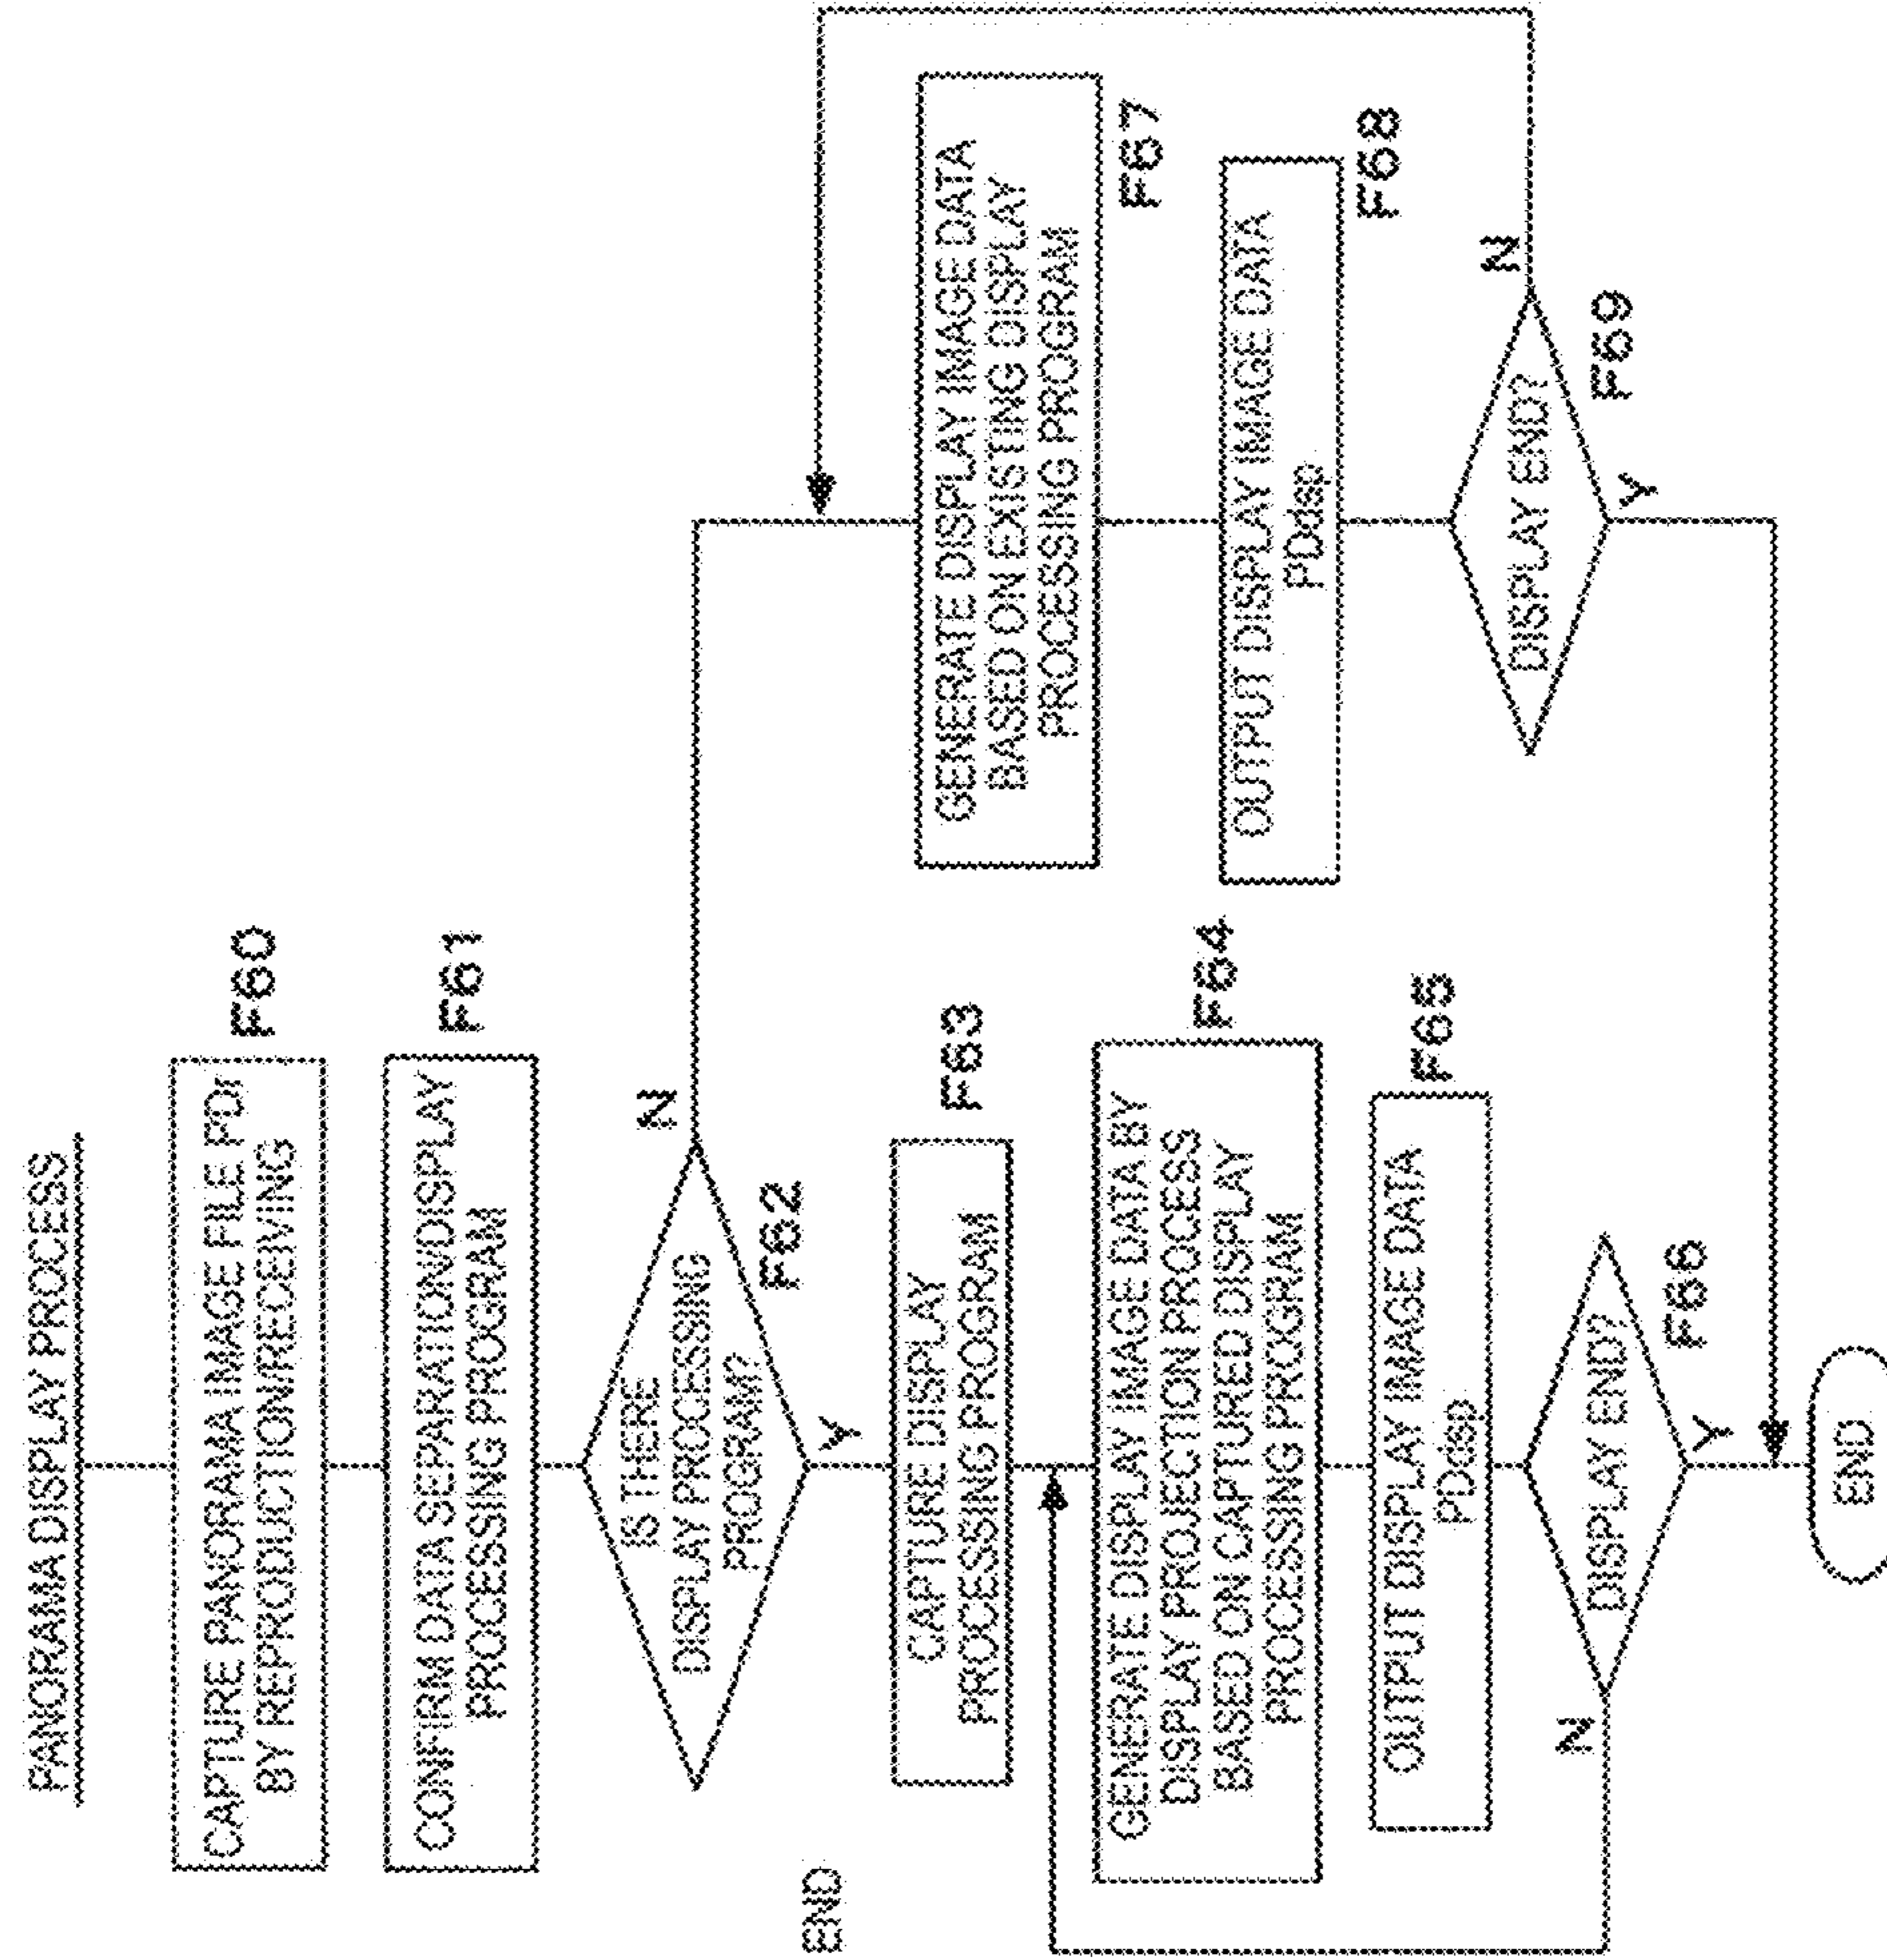 PANORAMA DISPLAY PROCESS
CAPTURE PANORAMA IMAGE FILE PDr
BY REPRODUCTION/RECEIVING
F60
CONFIRM DATA SEPARATION/DISPLAY
PROCESSING PROGRAM
F61
IS THERE
DISPLAY PROCESSING
PROGRAM?
F62
N
Y
CAPTURE DISPLAY
PROCESSING PROGRAM
F63
GENERATE DISPLAY IMAGE DATA BY
DISPLAY PROJECTION PROCESS
BASED ON CAPTURED DISPLAY
PROCESSING PROGRAM
F64
OUTPUT DISPLAY IMAGE DATA
PDdsp
F65
DISPLAY END?
F66
N
Y
END
END
GENERATE DISPLAY IMAGE DATA
BASED ON EXISTING DISPLAY
PROCESSING PROGRAM
F67
OUTPUT DISPLAY IMAGE DATA
PDdsp
F68
DISPLAY END?
F69
N
Y